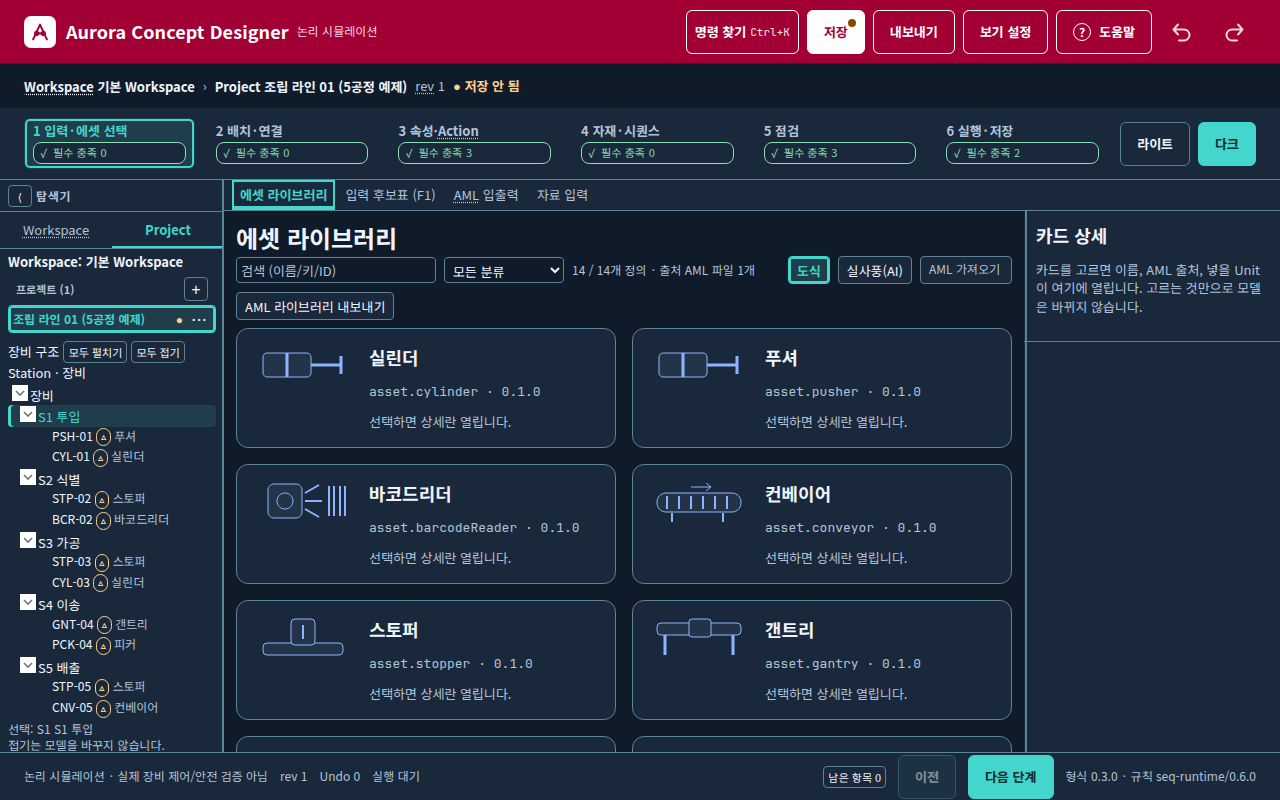 Aurora Concept Designer 논리 시뮬레이션
명령 찾기 Ctrl+K
저장
내보내기
보기 설정
? 도움말
Workspace 기본 Workspace › Project 조립 라인 01 (5공정 예제) rev 1 ● 저장 안 됨
1 입력·에셋 선택
✓ 필수 충족 0
2 배치·연결
✓ 필수 충족 0
3 속성·Action
✓ 필수 충족 3
4 자재·시퀀스
✓ 필수 충족 0
5 점검
✓ 필수 충족 3
6 실행·저장
✓ 필수 충족 2
라이트
다크
⟨ 탐색기
Workspace
Project
Workspace: 기본 Workspace
프로젝트 (1)
+
조립 라인 01 (5공정 예제) ● ⋯
장비 구조 모두 펼치기 모두 접기
Station · 장비
장비
S1 투입
PSH-01 푸셔
CYL-01 실린더
S2 식별
STP-02 스토퍼
BCR-02 바코드리더
S3 가공
STP-03 스토퍼
CYL-03 실린더
S4 이송
GNT-04 갠트리
PCK-04 피커
S5 배출
STP-05 스토퍼
CNV-05 컨베이어
선택: S1 S1 투입
접기는 모델을 바꾸지 않습니다.
에셋 라이브러리
입력 후보표 (F1)
AML 입출력
자료 입력
에셋 라이브러리
검색 (이름/키/ID)
모든 분류
14 / 14개 정의 · 출처 AML 파일 1개
도식
실사풍(AI)
AML 가져오기
AML 라이브러리 내보내기
실린더
asset.cylinder · 0.1.0
선택하면 상세란 열립니다.
푸셔
asset.pusher · 0.1.0
선택하면 상세란 열립니다.
바코드리더
asset.barcodeReader · 0.1.0
선택하면 상세란 열립니다.
컨베이어
asset.conveyor · 0.1.0
선택하면 상세란 열립니다.
스토퍼
asset.stopper · 0.1.0
선택하면 상세란 열립니다.
갠트리
asset.gantry · 0.1.0
선택하면 상세란 열립니다.
카드 상세
카드를 고르면 이름, AML 출처, 넣을 Unit
이 여기에 열립니다. 고르는 것만으로 모델
은 바뀌지 않습니다.
논리 시뮬레이션 · 실제 장비 제어/안전 검증 아님 rev 1 Undo 0 실행 대기
남은 항목 0
이전
다음 단계
형식 0.3.0 · 규칙 seq-runtime/0.6.0